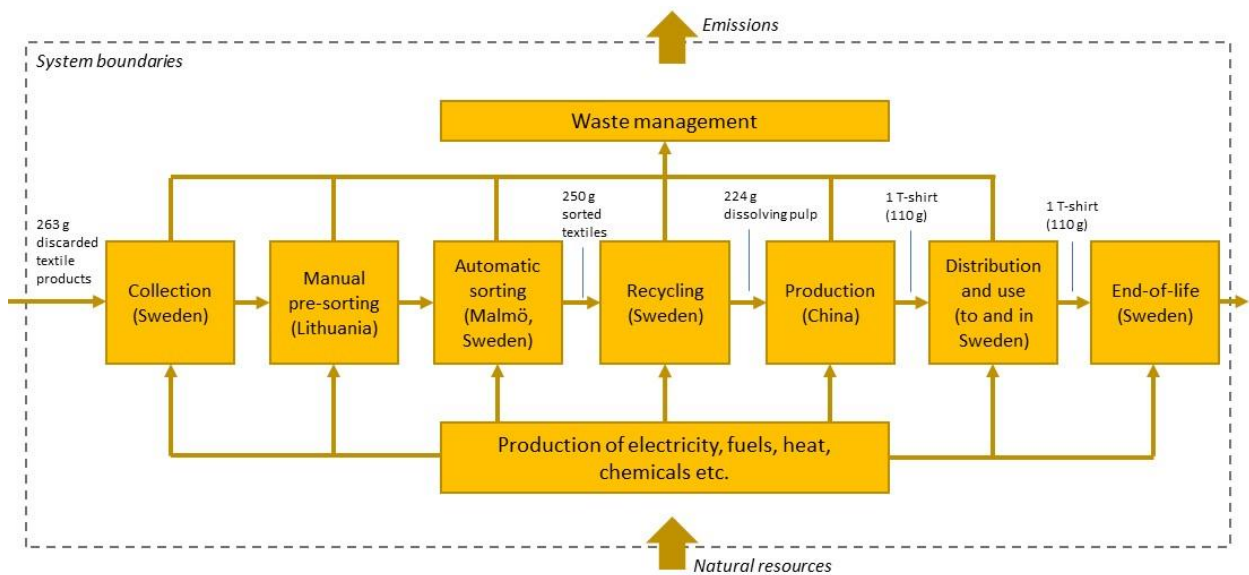 Emissions
System boundaries
Waste management
263 g
discarded
textile
products
250 g
sorted
textiles
224 g
dissolving pulp
1 T-shirt
(110 g)
1 T-shirt
(110 g)
Collection
(Sweden)
Manual
pre-sorting
(Lithuania)
Automatic
sorting
(Malmö,
Sweden)
Recycling
(Sweden)
Production
(China)
Distribution
and use
(to and in
Sweden)
End-of-life
(Sweden)
Production of electricity, fuels, heat,
chemicals etc.
Natural resources